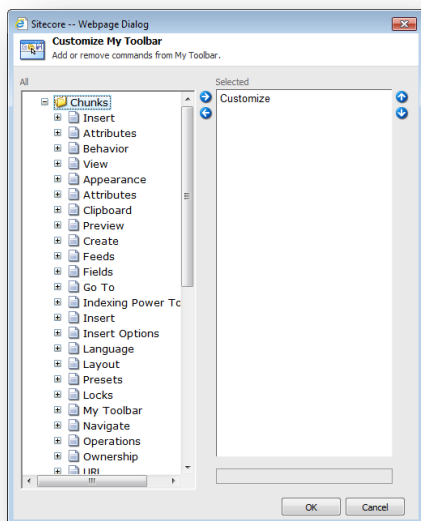 Sitecore -- Webpage Dialog
Customize My Toolbar
Add or remove commands from My Toolbar.
All
Selected
Chunks
Insert
Attributes
Behavior
View
Appearance
Attributes
Clipboard
Preview
Create
Feeds
Fields
Go To
Indexing Power To
Insert
Insert Options
Language
Layout
Presets
Locks
My Toolbar
Navigate
Operations
Ownership
URL
Customize
OK
Cancel